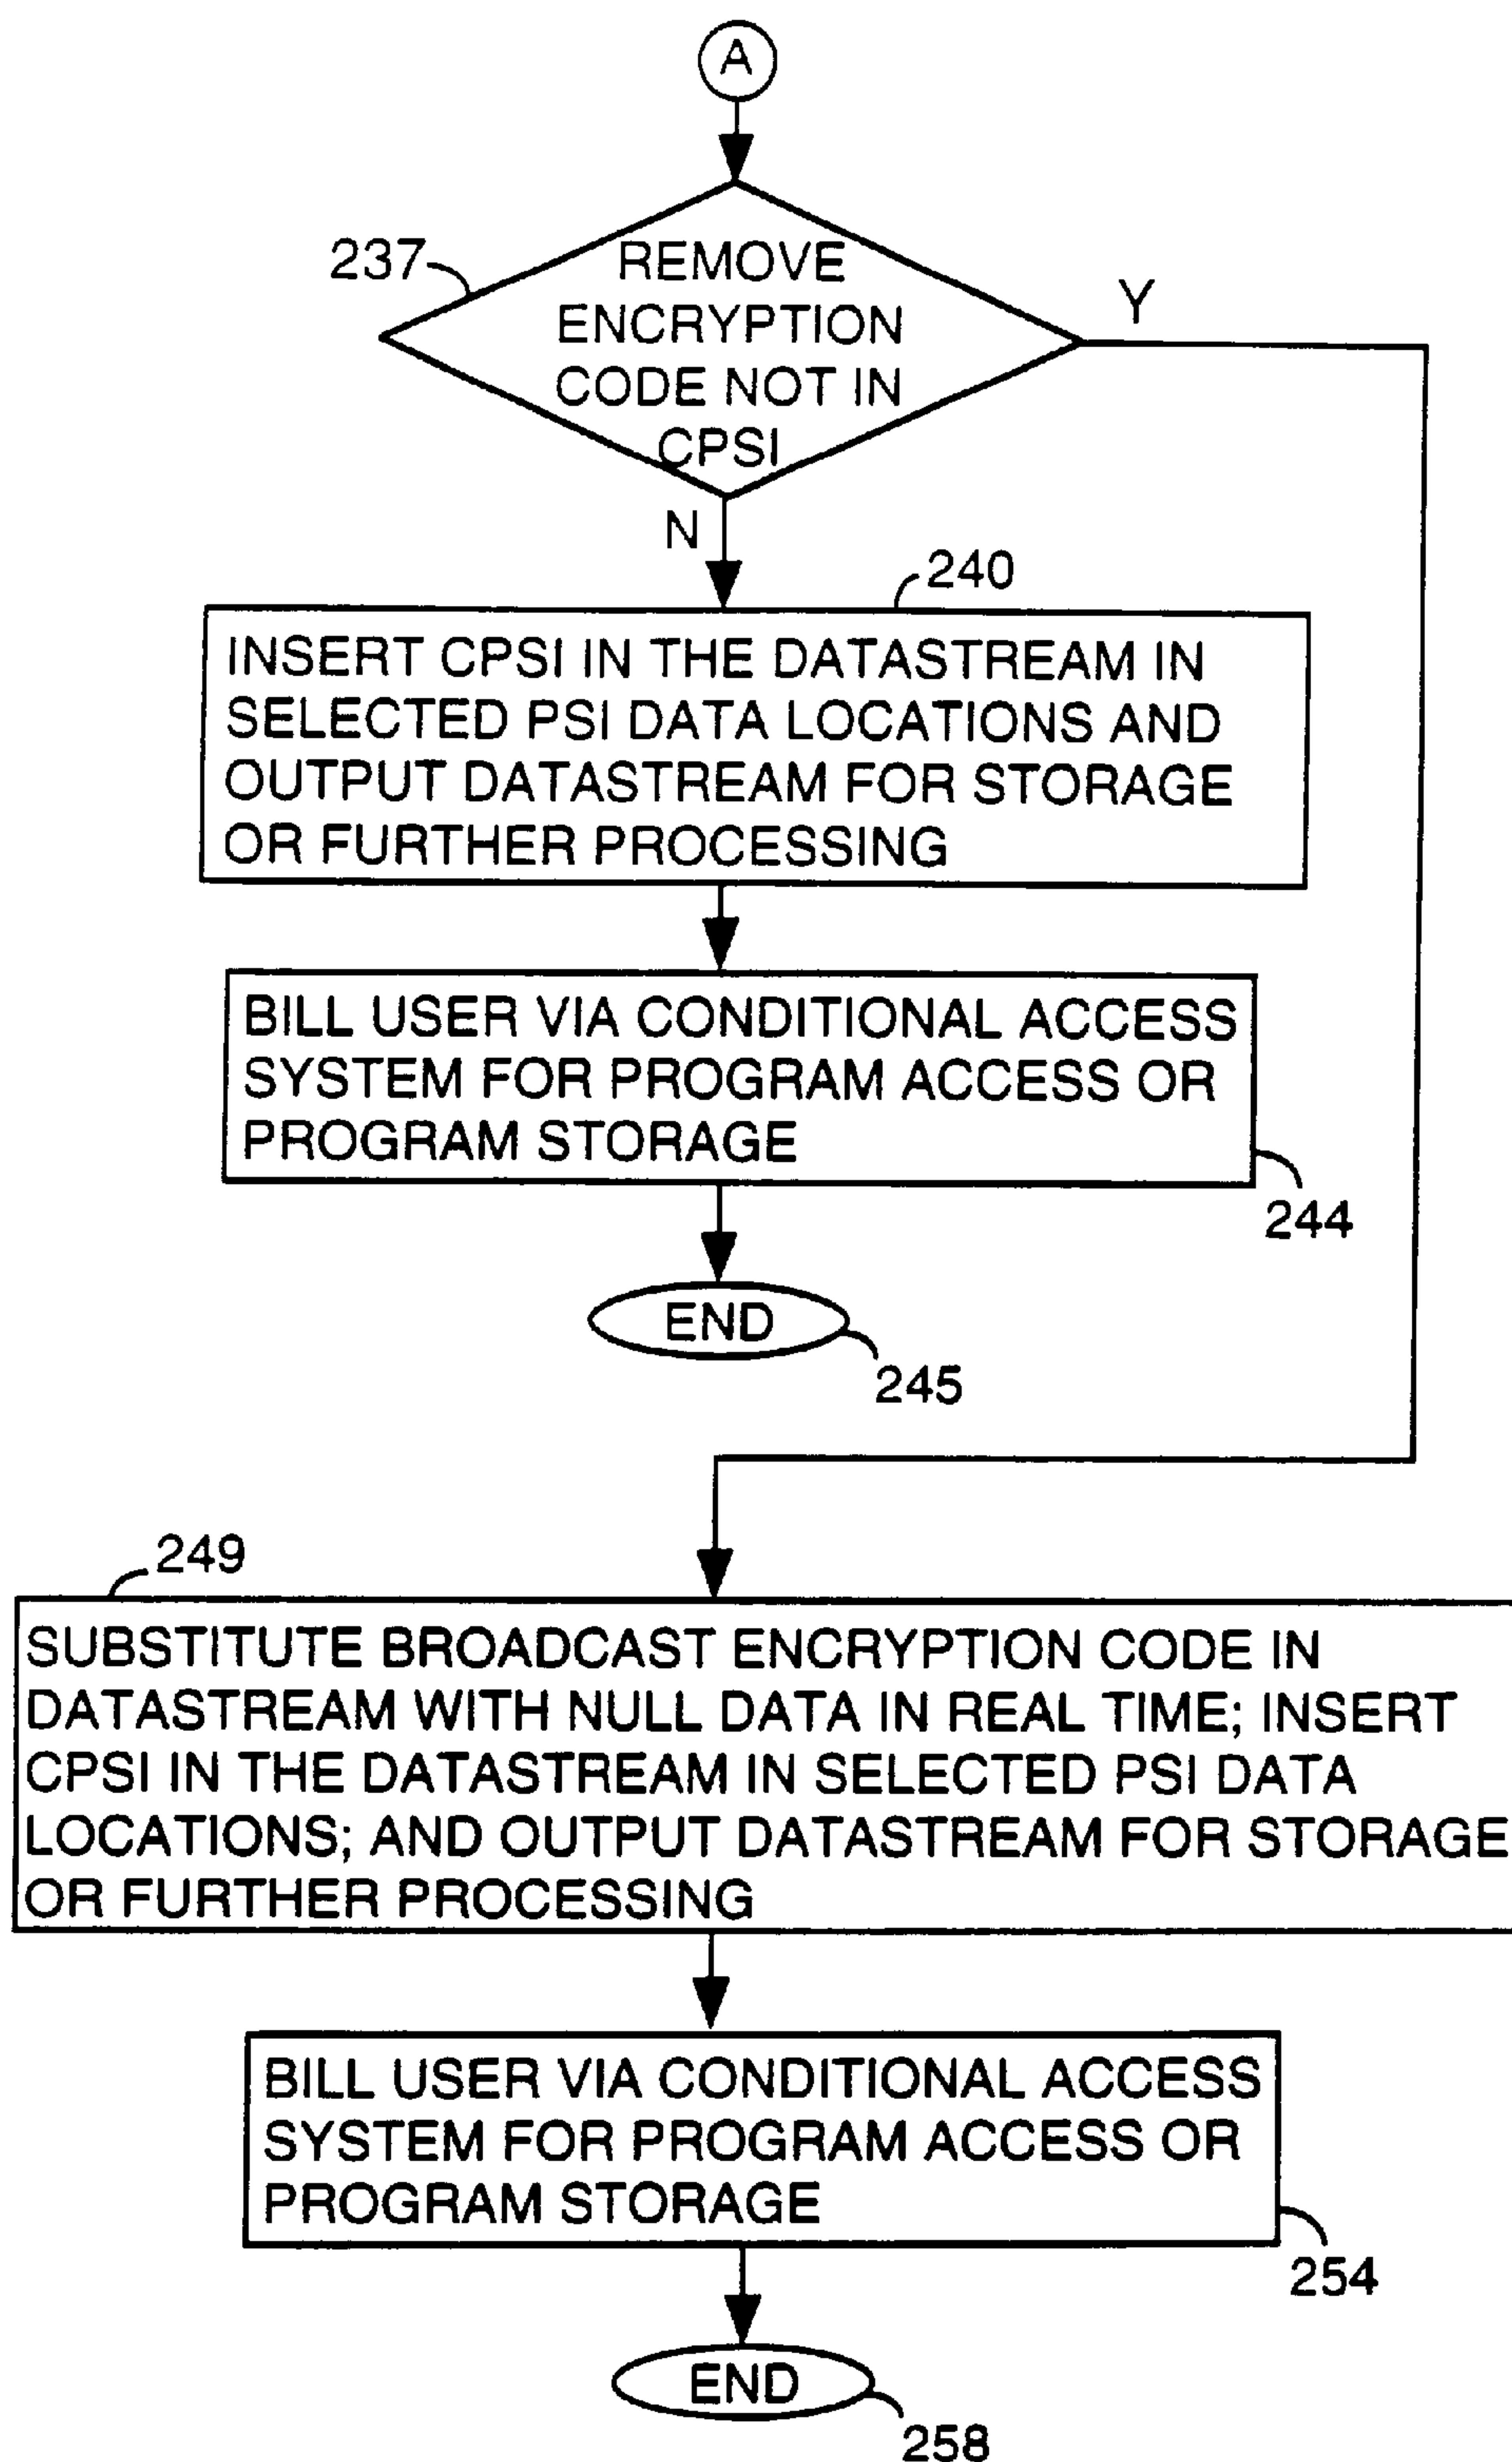 A
237
REMOVE
ENCRYPTION
CODE NOT IN
CPSI
Y
N
240
INSERT CPSI IN THE DATASTREAM IN
SELECTED PSI DATA LOCATIONS AND
OUTPUT DATASTREAM FOR STORAGE
OR FURTHER PROCESSING
BILL USER VIA CONDITIONAL ACCESS
SYSTEM FOR PROGRAM ACCESS OR
PROGRAM STORAGE
244
END
245
249
SUBSTITUTE BROADCAST ENCRYPTION CODE IN
DATASTREAM WITH NULL DATA IN REAL TIME; INSERT
CPSI IN THE DATASTREAM IN SELECTED PSI DATA
LOCATIONS; AND OUTPUT DATASTREAM FOR STORAGE
OR FURTHER PROCESSING
BILL USER VIA CONDITIONAL ACCESS
SYSTEM FOR PROGRAM ACCESS OR
PROGRAM STORAGE
254
END
258